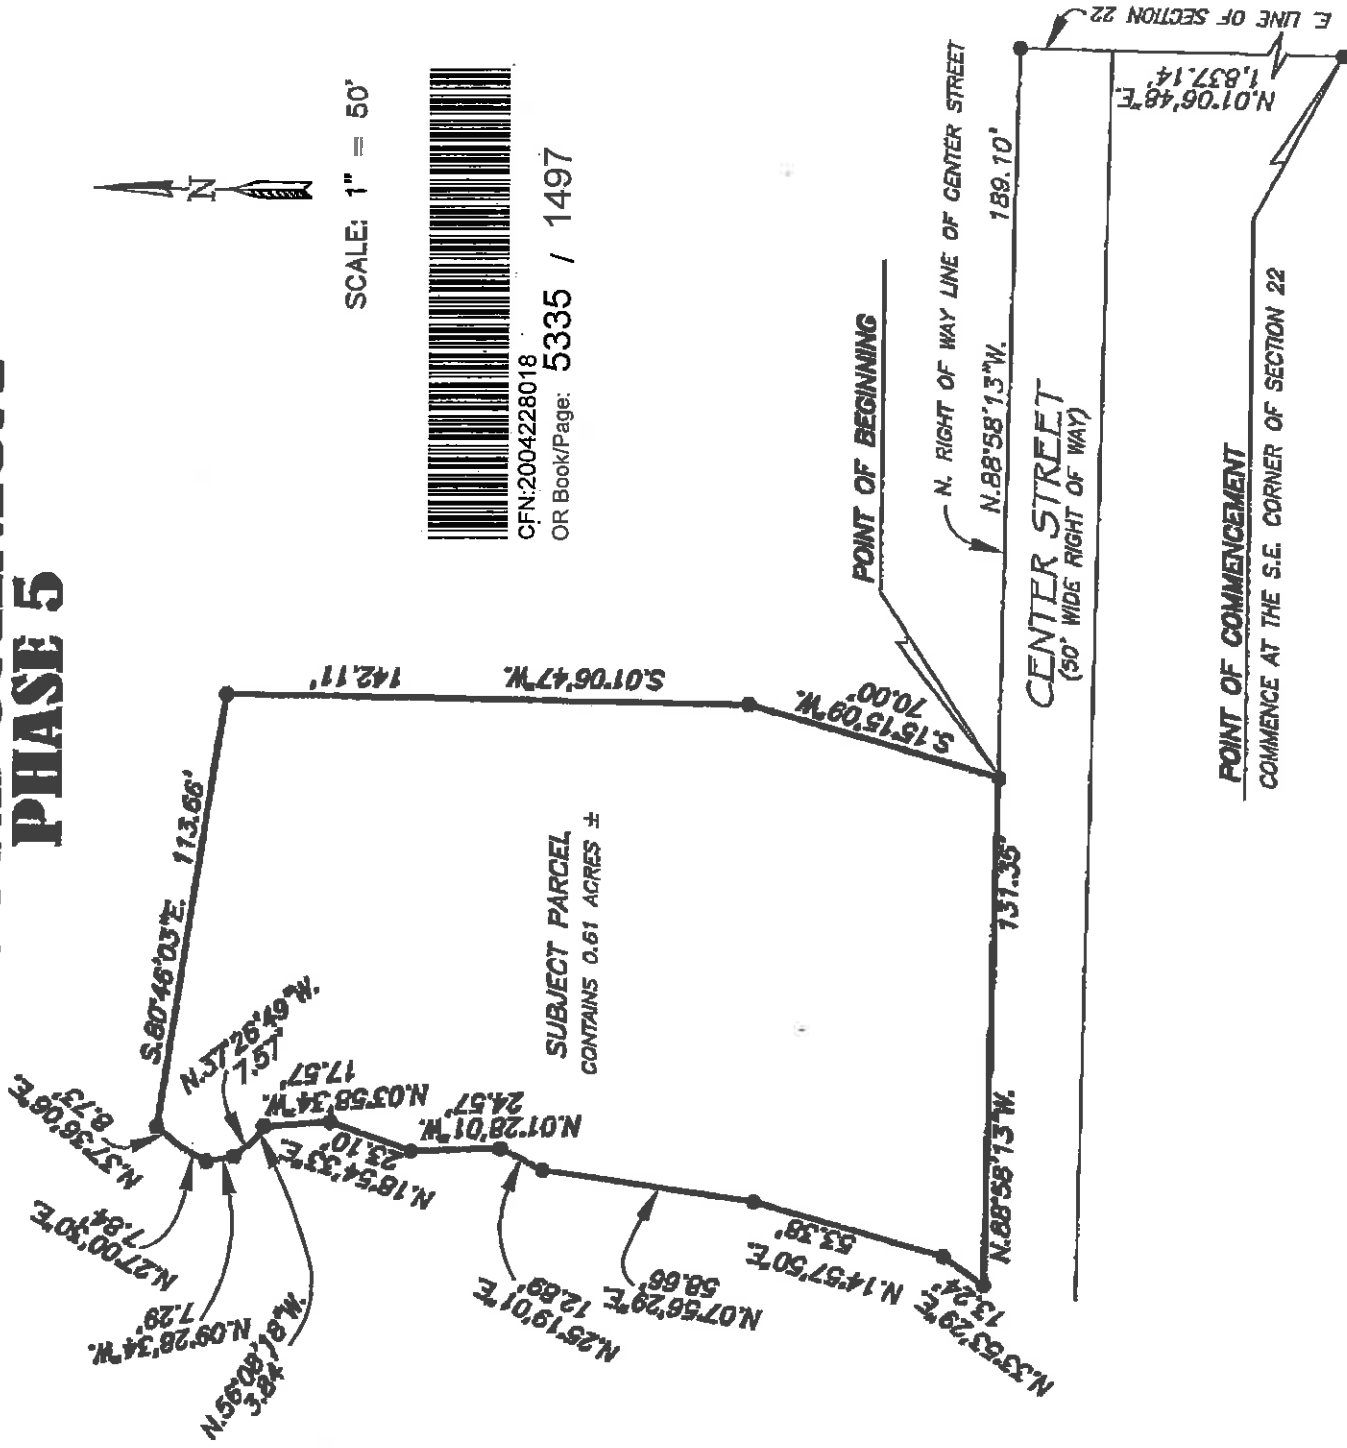 PHASE 5
N
SCALE: 1" = 50'
CFN:2004228018
OR Book/Page: 5335 / 1497
S.80°46'03"E. 113.66'
N.37°36'06"E.
8.73'
N.27°00'30"E.
7.84'
N.09°28'34"W.
7.29'
N.37°26'49"W.
7.57'
N.56°08'18"W.
3.84'
N.03°58'34"W.
17.57'
N.18°54'33"E.
23.10'
N.01°28'01"W.
24.57'
N.25°19'01"E.
12.89'
N.07°56'29"E.
58.66'
N.14°57'50"E.
53.38'
N.33°53'29"E.
13.24'
S.01°06'47"W. 142.11'
S.15°15'09"W.
70.00'
SUBJECT PARCEL
CONTAINS 0.61 ACRES ±
POINT OF BEGINNING
N. RIGHT OF WAY LINE OF CENTER STREET
N.88°58'13"W. 189.10'
N.88°58'13"W. 131.35'
CENTER STREET
(50' WIDE RIGHT OF WAY)
E. LINE OF SECTION 22
N.01°06'48"E.
1,837.14'
POINT OF COMMENCEMENT
COMMENCE AT THE S.E. CORNER OF SECTION 22